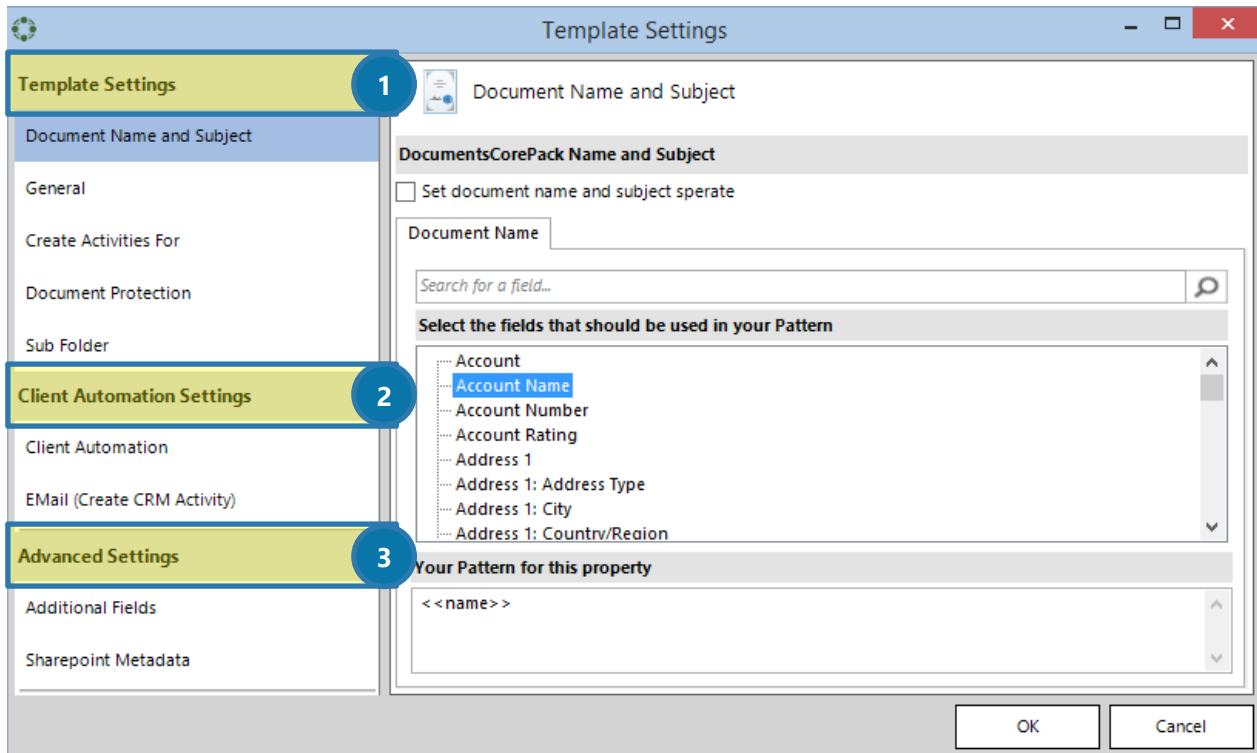 Template Settings
Template Settings
1
Document Name and Subject
General
Create Activities For
Document Protection
Sub Folder
Client Automation Settings
2
Client Automation
EMail (Create CRM Activity)
Advanced Settings
3
Additional Fields
Sharepoint Metadata
Document Name and Subject
DocumentsCorePack Name and Subject
Set document name and subject sperate
Document Name
Search for a field...
Select the fields that should be used in your Pattern
Account
Account Name
Account Number
Account Rating
Address 1
Address 1: Address Type
Address 1: City
Address 1: Country/Region
Your Pattern for this property
<<name>>
OK
Cancel